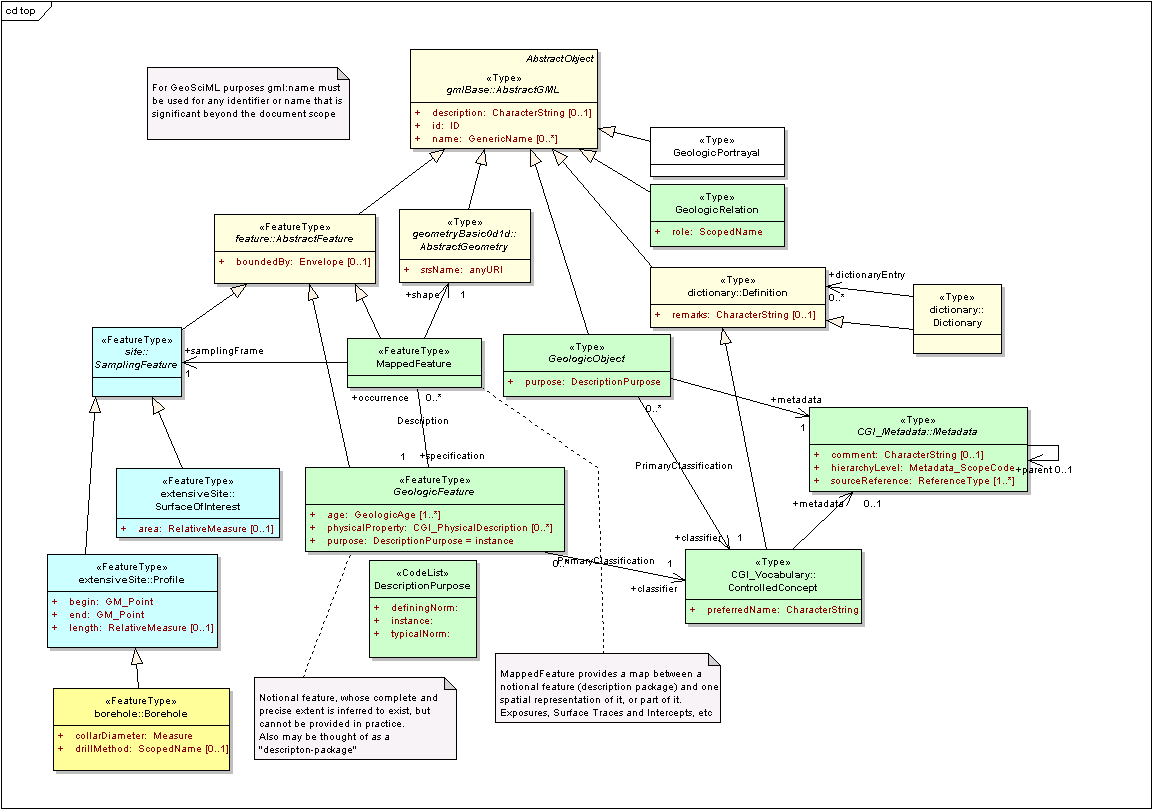 cd top
AbstractObject
«Type»
gmlBase::AbstractGML
+ description: CharacterString [0..1]
+ id: ID
+ name: GenericName [0..*]
For GeoSciML purposes gml:name must
be used for any identifier or name that is
significant beyond the document scope
«Type»
GeologicPortrayal
«Type»
GeologicRelation
+ role: ScopedName
«FeatureType»
feature::AbstractFeature
+ boundedBy: Envelope [0..1]
«Type»
geometryBasic0d1d::
AbstractGeometry
+ srsName: anyURI
+shape
1
«Type»
dictionary::Definition
+ remarks: CharacterString [0..1]
+dictionaryEntry
0..*
«Type»
dictionary::
Dictionary
«FeatureType»
site::
SamplingFeature
+samplingFrame
1
«FeatureType»
MappedFeature
+occurrence
0..*
Description
1
+specification
«Type»
GeologicObject
+ purpose: DescriptionPurpose
0..*
+metadata
1
«Type»
CGI_Metadata::Metadata
+ comment: CharacterString [0..1]
+ hierarchyLevel: Metadata_ScopeCode
+ sourceReference: ReferenceType [1..*]
+parent 0..1
PrimaryClassification
+metadata
0..1
+classifier
1
«FeatureType»
extensiveSite::
SurfaceOfInterest
+ area: RelativeMeasure [0..1]
«FeatureType»
GeologicFeature
+ age: GeologicAge [1..*]
+ physicalProperty: CGI_PhysicalDescription [0..*]
+ purpose: DescriptionPurpose = instance
0..*
PrimaryClassification
1
+classifier
«Type»
CGI_Vocabulary::
ControlledConcept
+ preferredName: CharacterString
«FeatureType»
extensiveSite::Profile
+ begin: GM_Point
+ end: GM_Point
+ length: RelativeMeasure [0..1]
«CodeList»
DescriptionPurpose
+ definingNorm:
+ instance:
+ typicalNorm:
«FeatureType»
borehole::Borehole
+ collarDiameter: Measure
+ drillMethod: ScopedName [0..1]
Notional feature, whose complete and
precise extent is inferred to exist, but
cannot be provided in practice.
Also may be thought of as a
"descripton-package"
MappedFeature provides a map between a
notional feature (description package) and one
spatial representation of it, or part of it.
Exposures, Surface Traces and Intercepts, etc